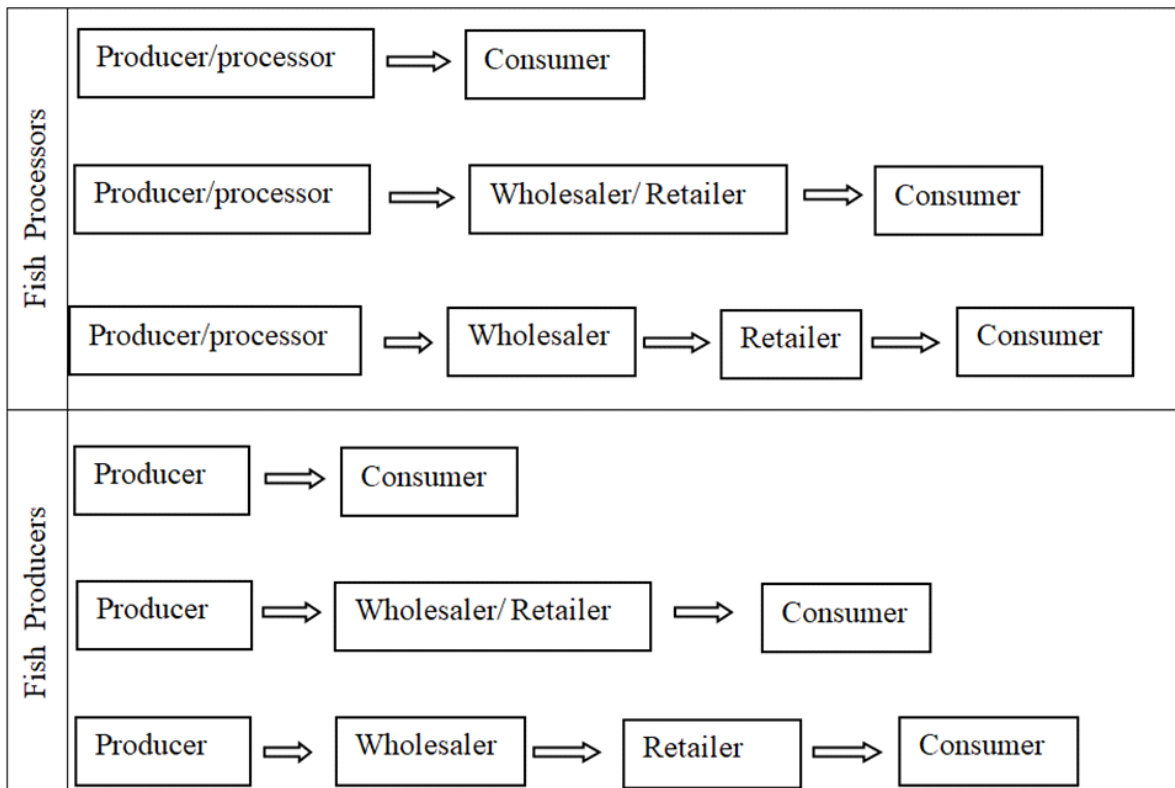 Fish Processors
Producer/processor
Consumer
Producer/processor
Wholesaler/ Retailer
Consumer
Producer/processor
Wholesaler
Retailer
Consumer
Fish Producers
Producer
Consumer
Producer
Wholesaler/ Retailer
Consumer
Producer
Wholesaler
Retailer
Consumer